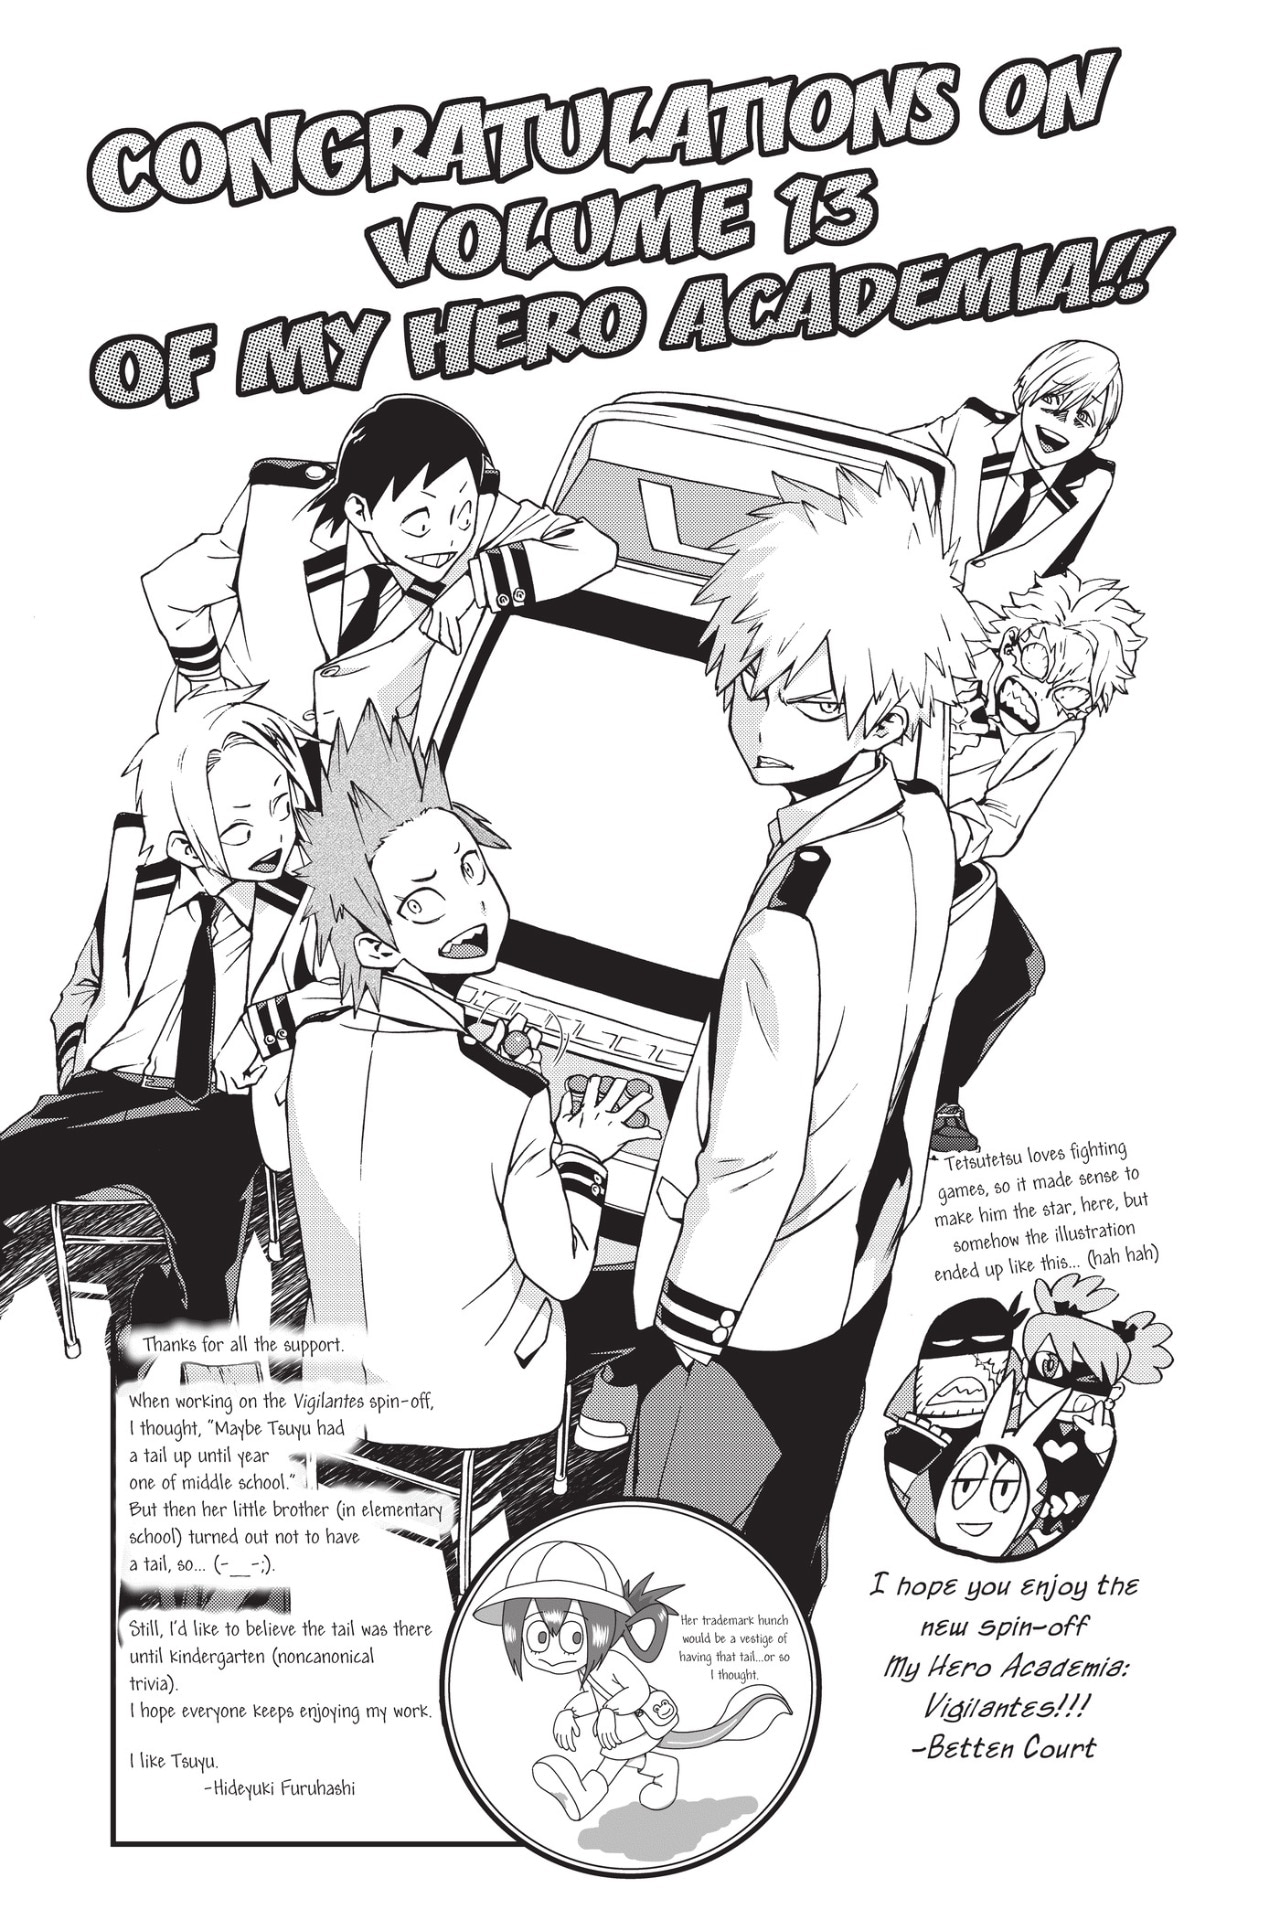 CONGRATULATIONS ON
VOLUME 13
OF MY HERO ACADEMIA!!
Tetsutetsu loves fighting
games, so it made sense to
make him the star, here, but
somehow the illustration
ended up like this... (hah hah)
Thanks for all the support.
When working on the Vigilantes spin-off,
I thought, "Maybe Tsuyu had
a tail up until year
one of middle school."
But then her little brother (in elementary
school) turned out not to have
a tail, so... (-__-;).
Still, I'd like to believe the tail was there
until kindergarten (noncanonical
trivia).
I hope everyone keeps enjoying my work.
I like Tsuyu.
-Hideyuki Furuhashi
Her trademark hunch
would be a vestige of
having that tail...or so
I thought.
I hope you enjoy the
new spin-off
My Hero Academia:
Vigilantes!!!
-Betten Court